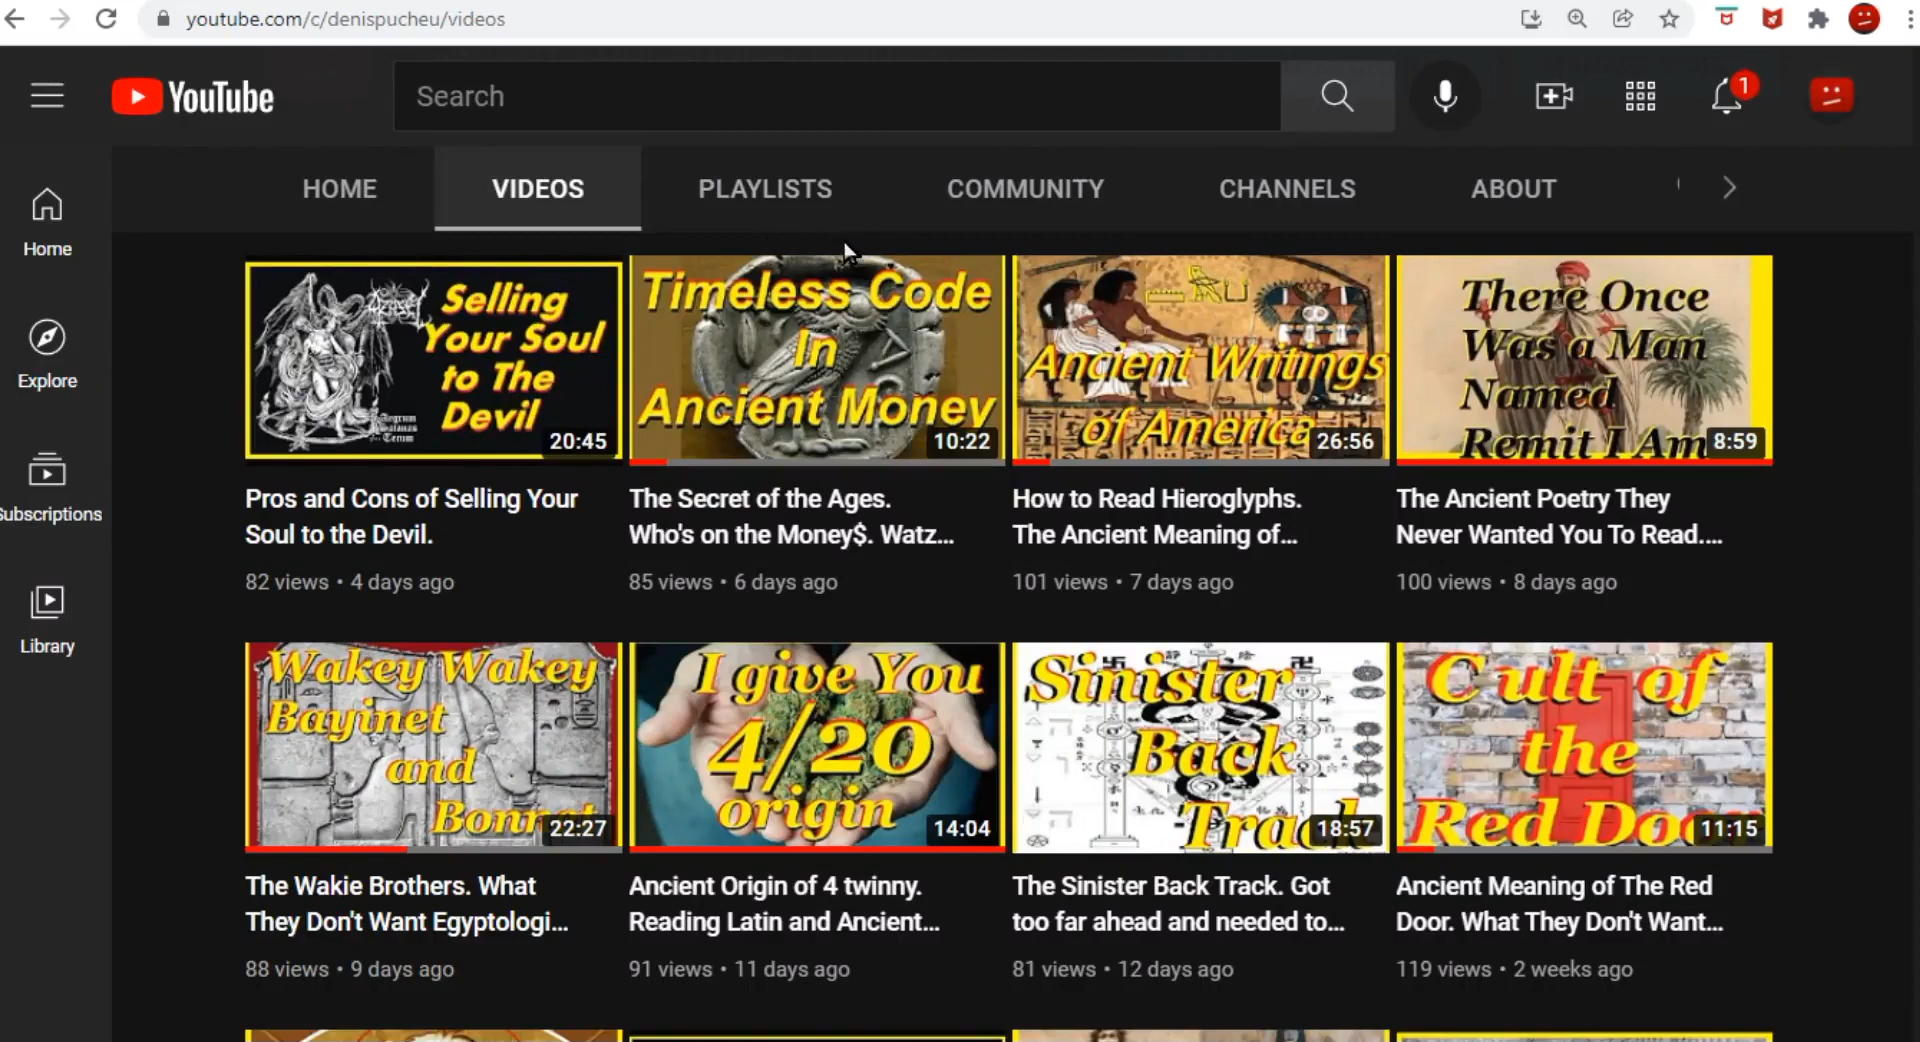 youtube.com/c/denispucheu/videos
YouTube
Search
1
HOME
VIDEOS
PLAYLISTS
COMMUNITY
CHANNELS
ABOUT
Home
Explore
Subscriptions
Library
Selling
Your Soul
to The
Devil
20:45
Timeless Code
In
Ancient Money
10:22
Ancient Writings
of America
26:56
There Once
Was a Man
Named
Remit I Am
8:59
Pros and Cons of Selling Your
Soul to the Devil.
82 views • 4 days ago
The Secret of the Ages.
Who's on the Money$. Watz...
85 views • 6 days ago
How to Read Hieroglyphs.
The Ancient Meaning of...
101 views • 7 days ago
The Ancient Poetry They
Never Wanted You To Read....
100 views • 8 days ago
Wakey Wakey
Bayinet
and
22:27
I give You
4/20
origin
14:04
Sinister
Back
18:57
Cult of
the
Red
11:15
The Wakie Brothers. What
They Don't Want Egyptologi...
88 views • 9 days ago
Ancient Origin of 4 twinny.
Reading Latin and Ancient...
91 views • 11 days ago
The Sinister Back Track. Got
too far ahead and needed to...
81 views • 12 days ago
Ancient Meaning of The Red
Door. What They Don't Want...
119 views • 2 weeks ago